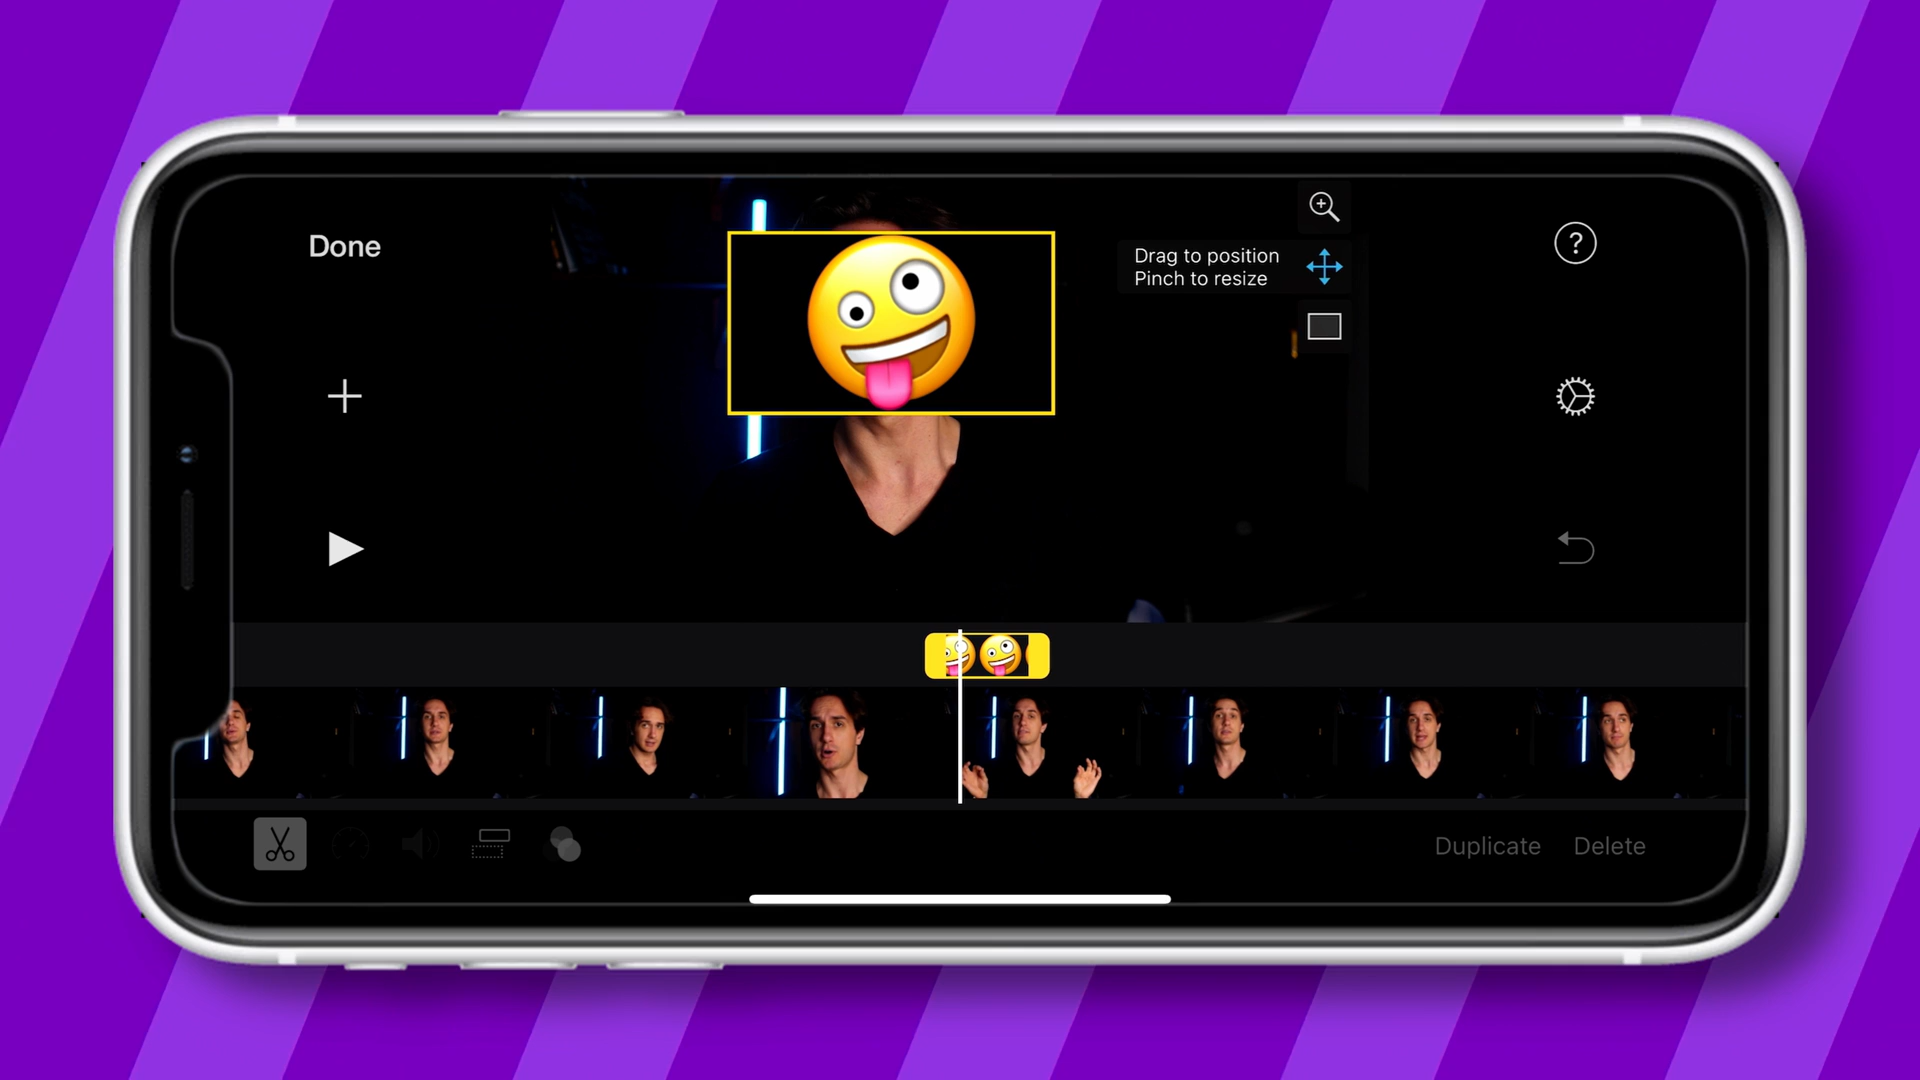 Done
Drag to position
Pinch to resize
?
Duplicate
Delete